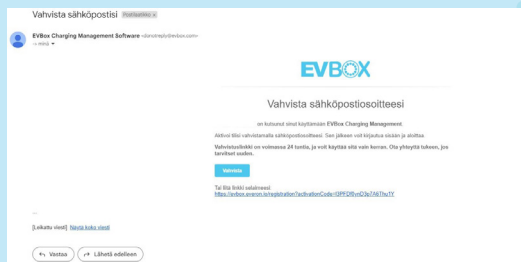 Vahvista sähköpostisi Postilaatikko ×
EVBox Charging Management Software <donotreply@evbox.com>
minä
EVBOX
Vahvista sähköpostiosoitteesi
on kutsunut sinut käyttämään EVBox Charging Management
Aktivoi tilisi vahvistamalla sähköpostiosoitteesi. Sen jälkeen voit kirjautua sisään ja aloittaa.
Vahvistuslinkki on voimassa 24 tuntia, ja voit käyttää sitä vain kerran. Ota yhteyttä tukeen, jos
tarvitset uuden.
Vahvista
Tai liitä linkki selaimeesi:
...
[Leikattu viesti] Näytä koko viesti
Vastaa
Lähetä edelleen